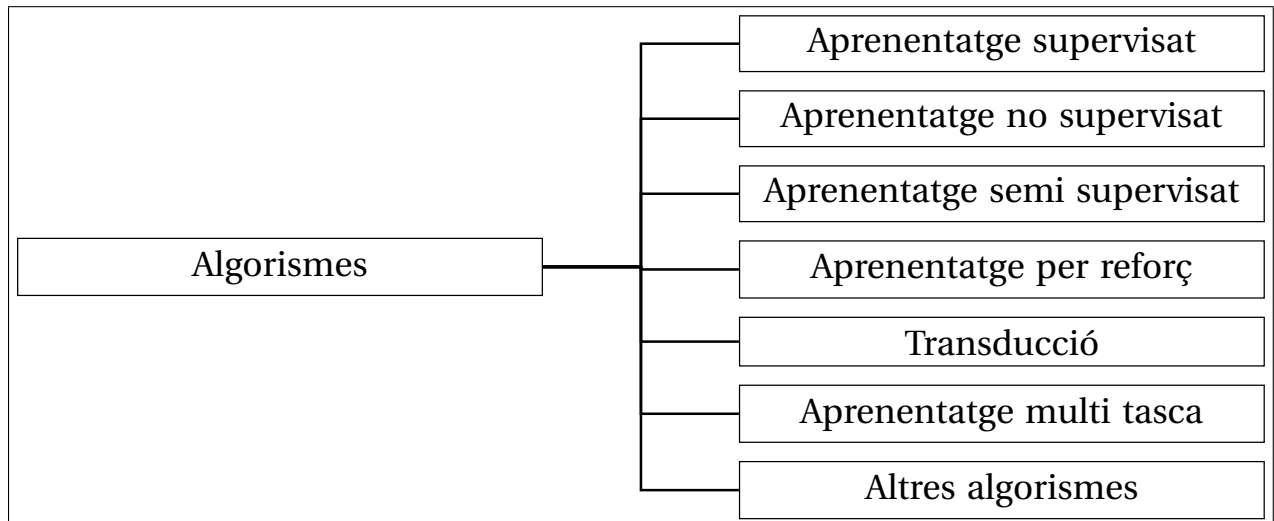 Aprenentatge supervisat
Aprenentatge no supervisat
Aprenentatge semi supervisat
Algorismes
Aprenentatge per reforç
Transducció
Aprenentatge multi tasca
Altres algorismes